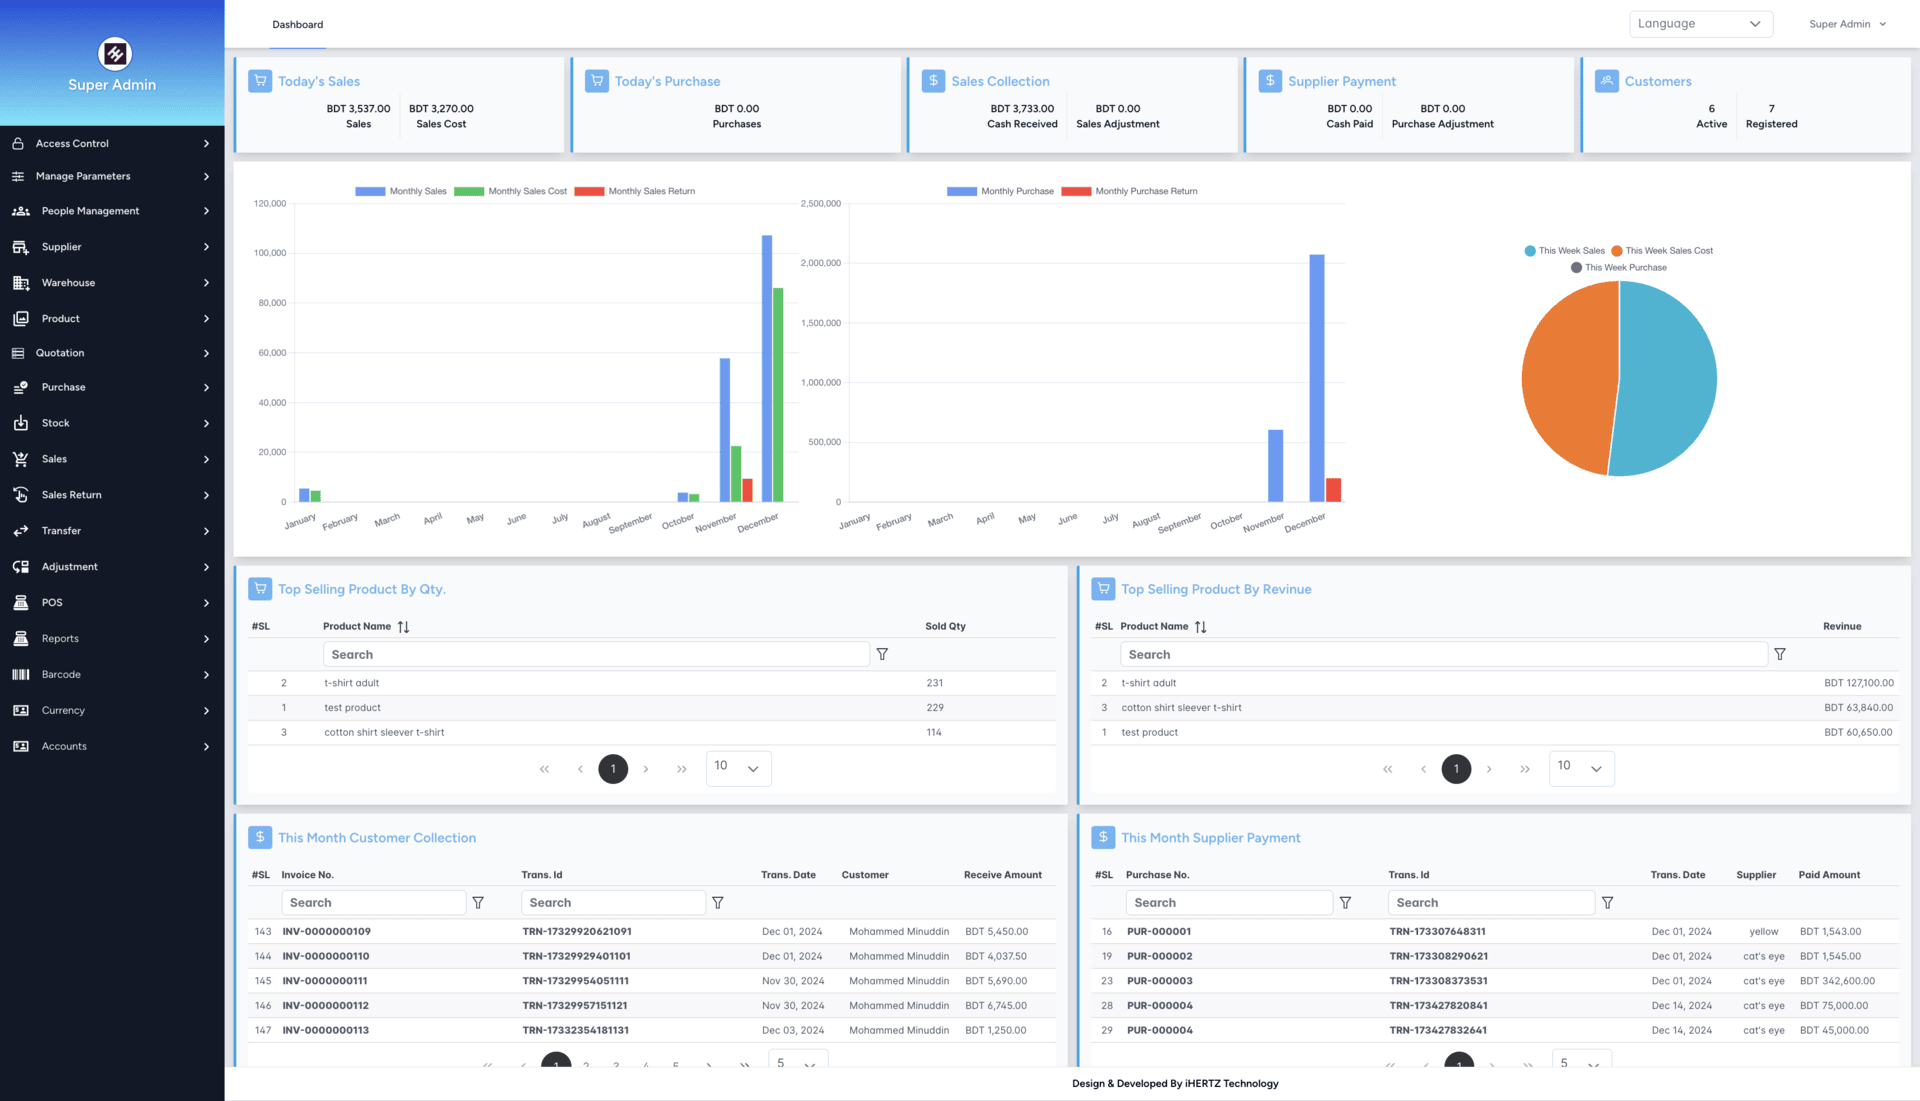 Super Admin
Access Control
Manage Parameters
People Management
Supplier
Warehouse
Product
Quotation
Purchase
Stock
Sales
Sales Return
Transfer
Adjustment
POS
Reports
Barcode
Currency
Accounts
Dashboard
Language
Super Admin
Today's Sales
BDT 3,537.00 BDT 3,270.00
Sales Sales Cost
Today's Purchase
BDT 0.00
Purchases
Sales Collection
BDT 3,733.00 BDT 0.00
Cash Received Sales Adjustment
Supplier Payment
BDT 0.00 BDT 0.00
Cash Paid Purchase Adjustment
Customers
6 7
Active Registered
Monthly Sales Monthly Sales Cost Monthly Sales Return
120,000
100,000
80,000
60,000
40,000
20,000
0
January February March April May June July August September October November December
Monthly Purchase Monthly Purchase Return
2,500,000
2,000,000
1,500,000
1,000,000
500,000
0
January February March April May June July August September October November December
This Week Sales This Week Sales Cost
This Week Purchase
Top Selling Product By Qty.
#SL Product Name Sold Qty
Search
2 t-shirt adult 231
1 test product 229
3 cotton shirt sleever t-shirt 114
« ‹ 1 › » 10
Top Selling Product By Revinue
#SL Product Name Revinue
Search
2 t-shirt adult BDT 127,100.00
3 cotton shirt sleever t-shirt BDT 63,840.00
1 test product BDT 60,650.00
« ‹ 1 › » 10
This Month Customer Collection
#SL Invoice No. Trans. Id Trans. Date Customer Receive Amount
Search Search
143 INV-0000000109 TRN-17329920621091 Dec 01, 2024 Mohammed Minuddin BDT 5,450.00
144 INV-0000000110 TRN-17329929401101 Dec 01, 2024 Mohammed Minuddin BDT 4,037.50
145 INV-0000000111 TRN-17329954051111 Nov 30, 2024 Mohammed Minuddin BDT 5,690.00
146 INV-0000000112 TRN-17329957151121 Nov 30, 2024 Mohammed Minuddin BDT 6,745.00
147 INV-0000000113 TRN-17332354181131 Dec 03, 2024 Mohammed Minuddin BDT 1,250.00
1 2 3 4 5 5
This Month Supplier Payment
#SL Purchase No. Trans. Id Trans. Date Supplier Paid Amount
Search Search
16 PUR-000001 TRN-173307648311 Dec 01, 2024 yellow BDT 1,543.00
19 PUR-000002 TRN-173308290621 Dec 01, 2024 cat's eye BDT 1,545.00
23 PUR-000003 TRN-173308373531 Dec 01, 2024 cat's eye BDT 342,600.00
28 PUR-000004 TRN-173427820841 Dec 14, 2024 cat's eye BDT 75,000.00
29 PUR-000004 TRN-173427832641 Dec 14, 2024 cat's eye BDT 45,000.00
1 5
Design & Developed By iHERTZ Technology